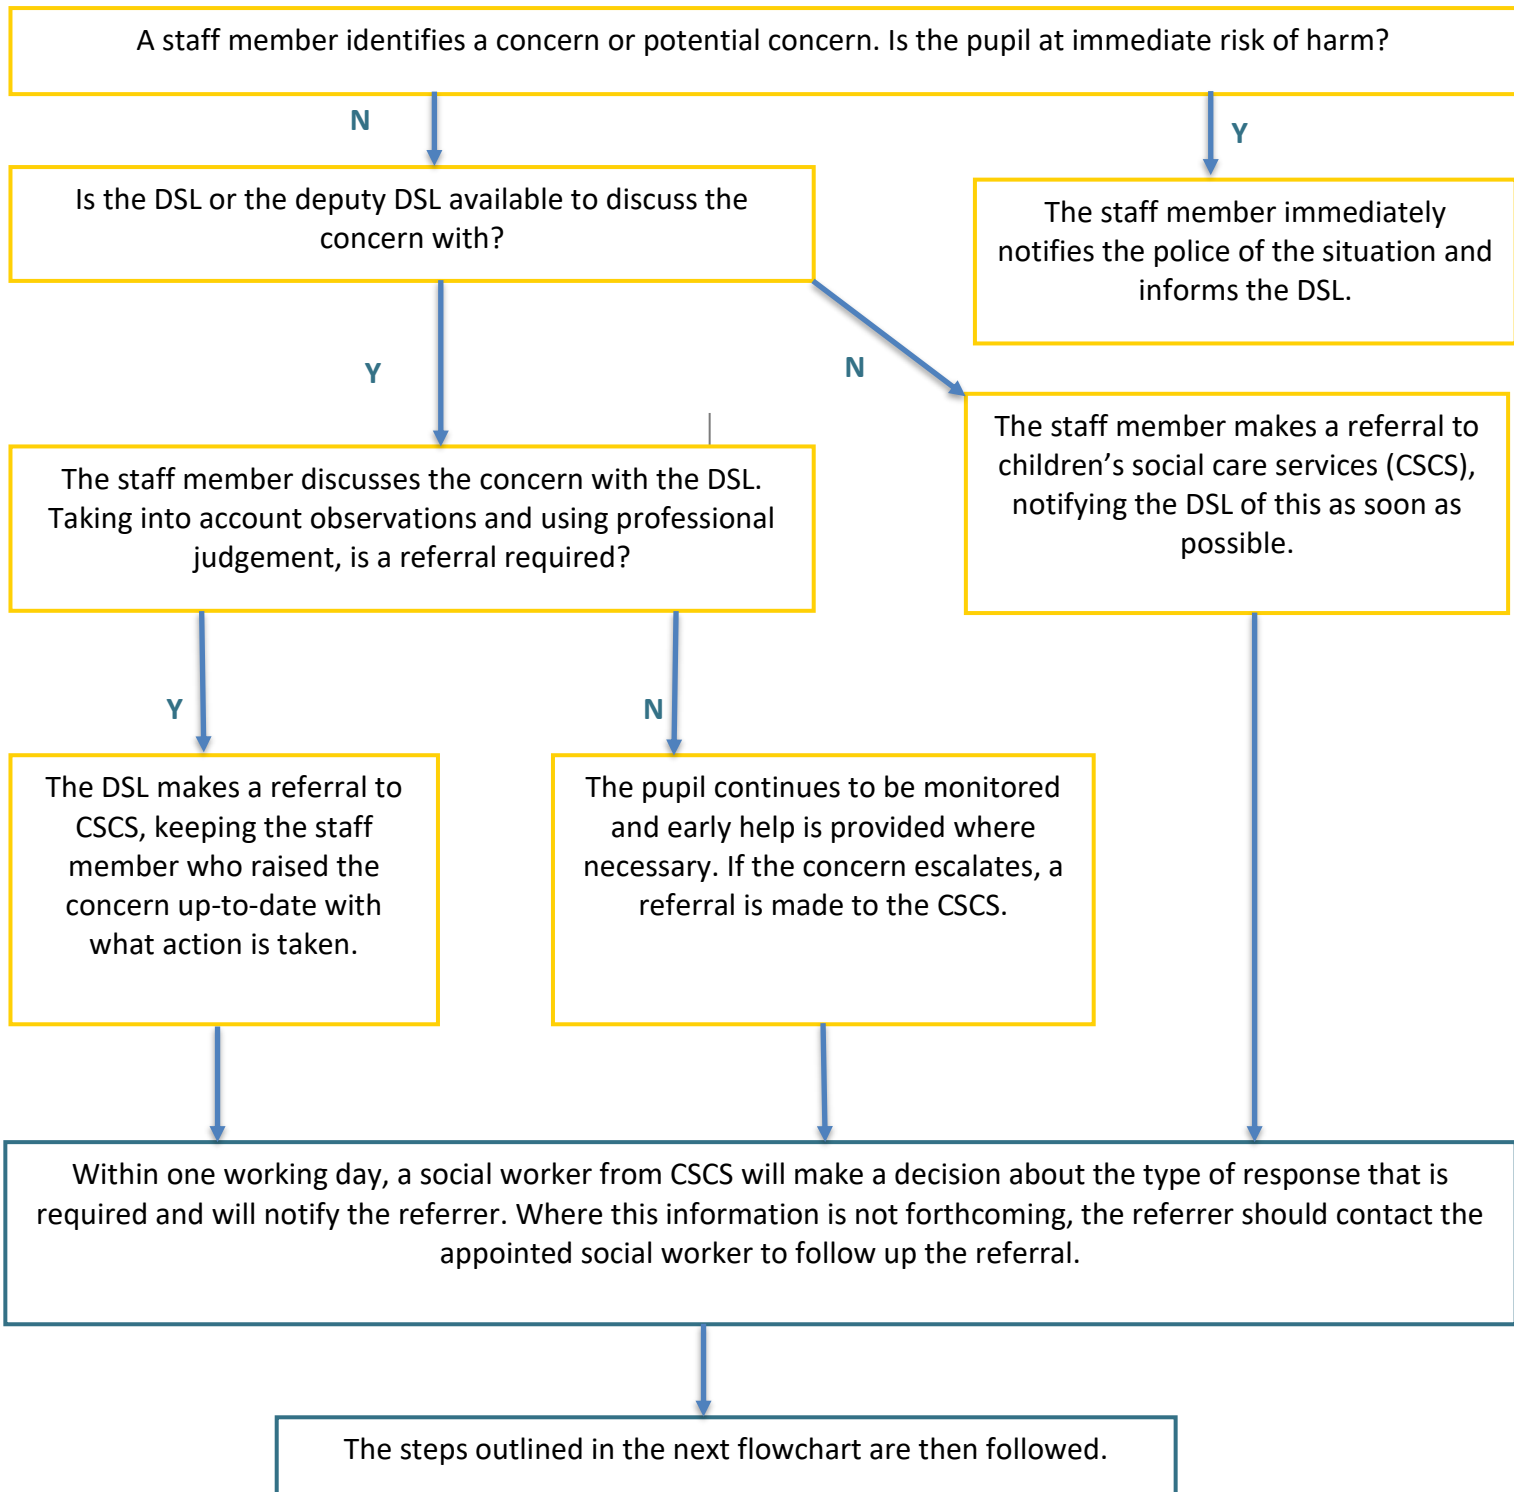 A staff member identifies a concern or potential concern. Is the pupil at immediate risk of harm?
N
Y
Is the DSL or the deputy DSL available to discuss the
concern with?
The staff member immediately
notifies the police of the situation and
informs the DSL.
Y
N
The staff member discusses the concern with the DSL.
Taking into account observations and using professional
judgement, is a referral required?
The staff member makes a referral to
children’s social care services (CSCS),
notifying the DSL of this as soon as
possible.
Y
N
The DSL makes a referral to
CSCS, keeping the staff
member who raised the
concern up-to-date with
what action is taken.
The pupil continues to be monitored
and early help is provided where
necessary. If the concern escalates, a
referral is made to the CSCS.
Within one working day, a social worker from CSCS will make a decision about the type of response that is
required and will notify the referrer. Where this information is not forthcoming, the referrer should contact the
appointed social worker to follow up the referral.
The steps outlined in the next flowchart are then followed.